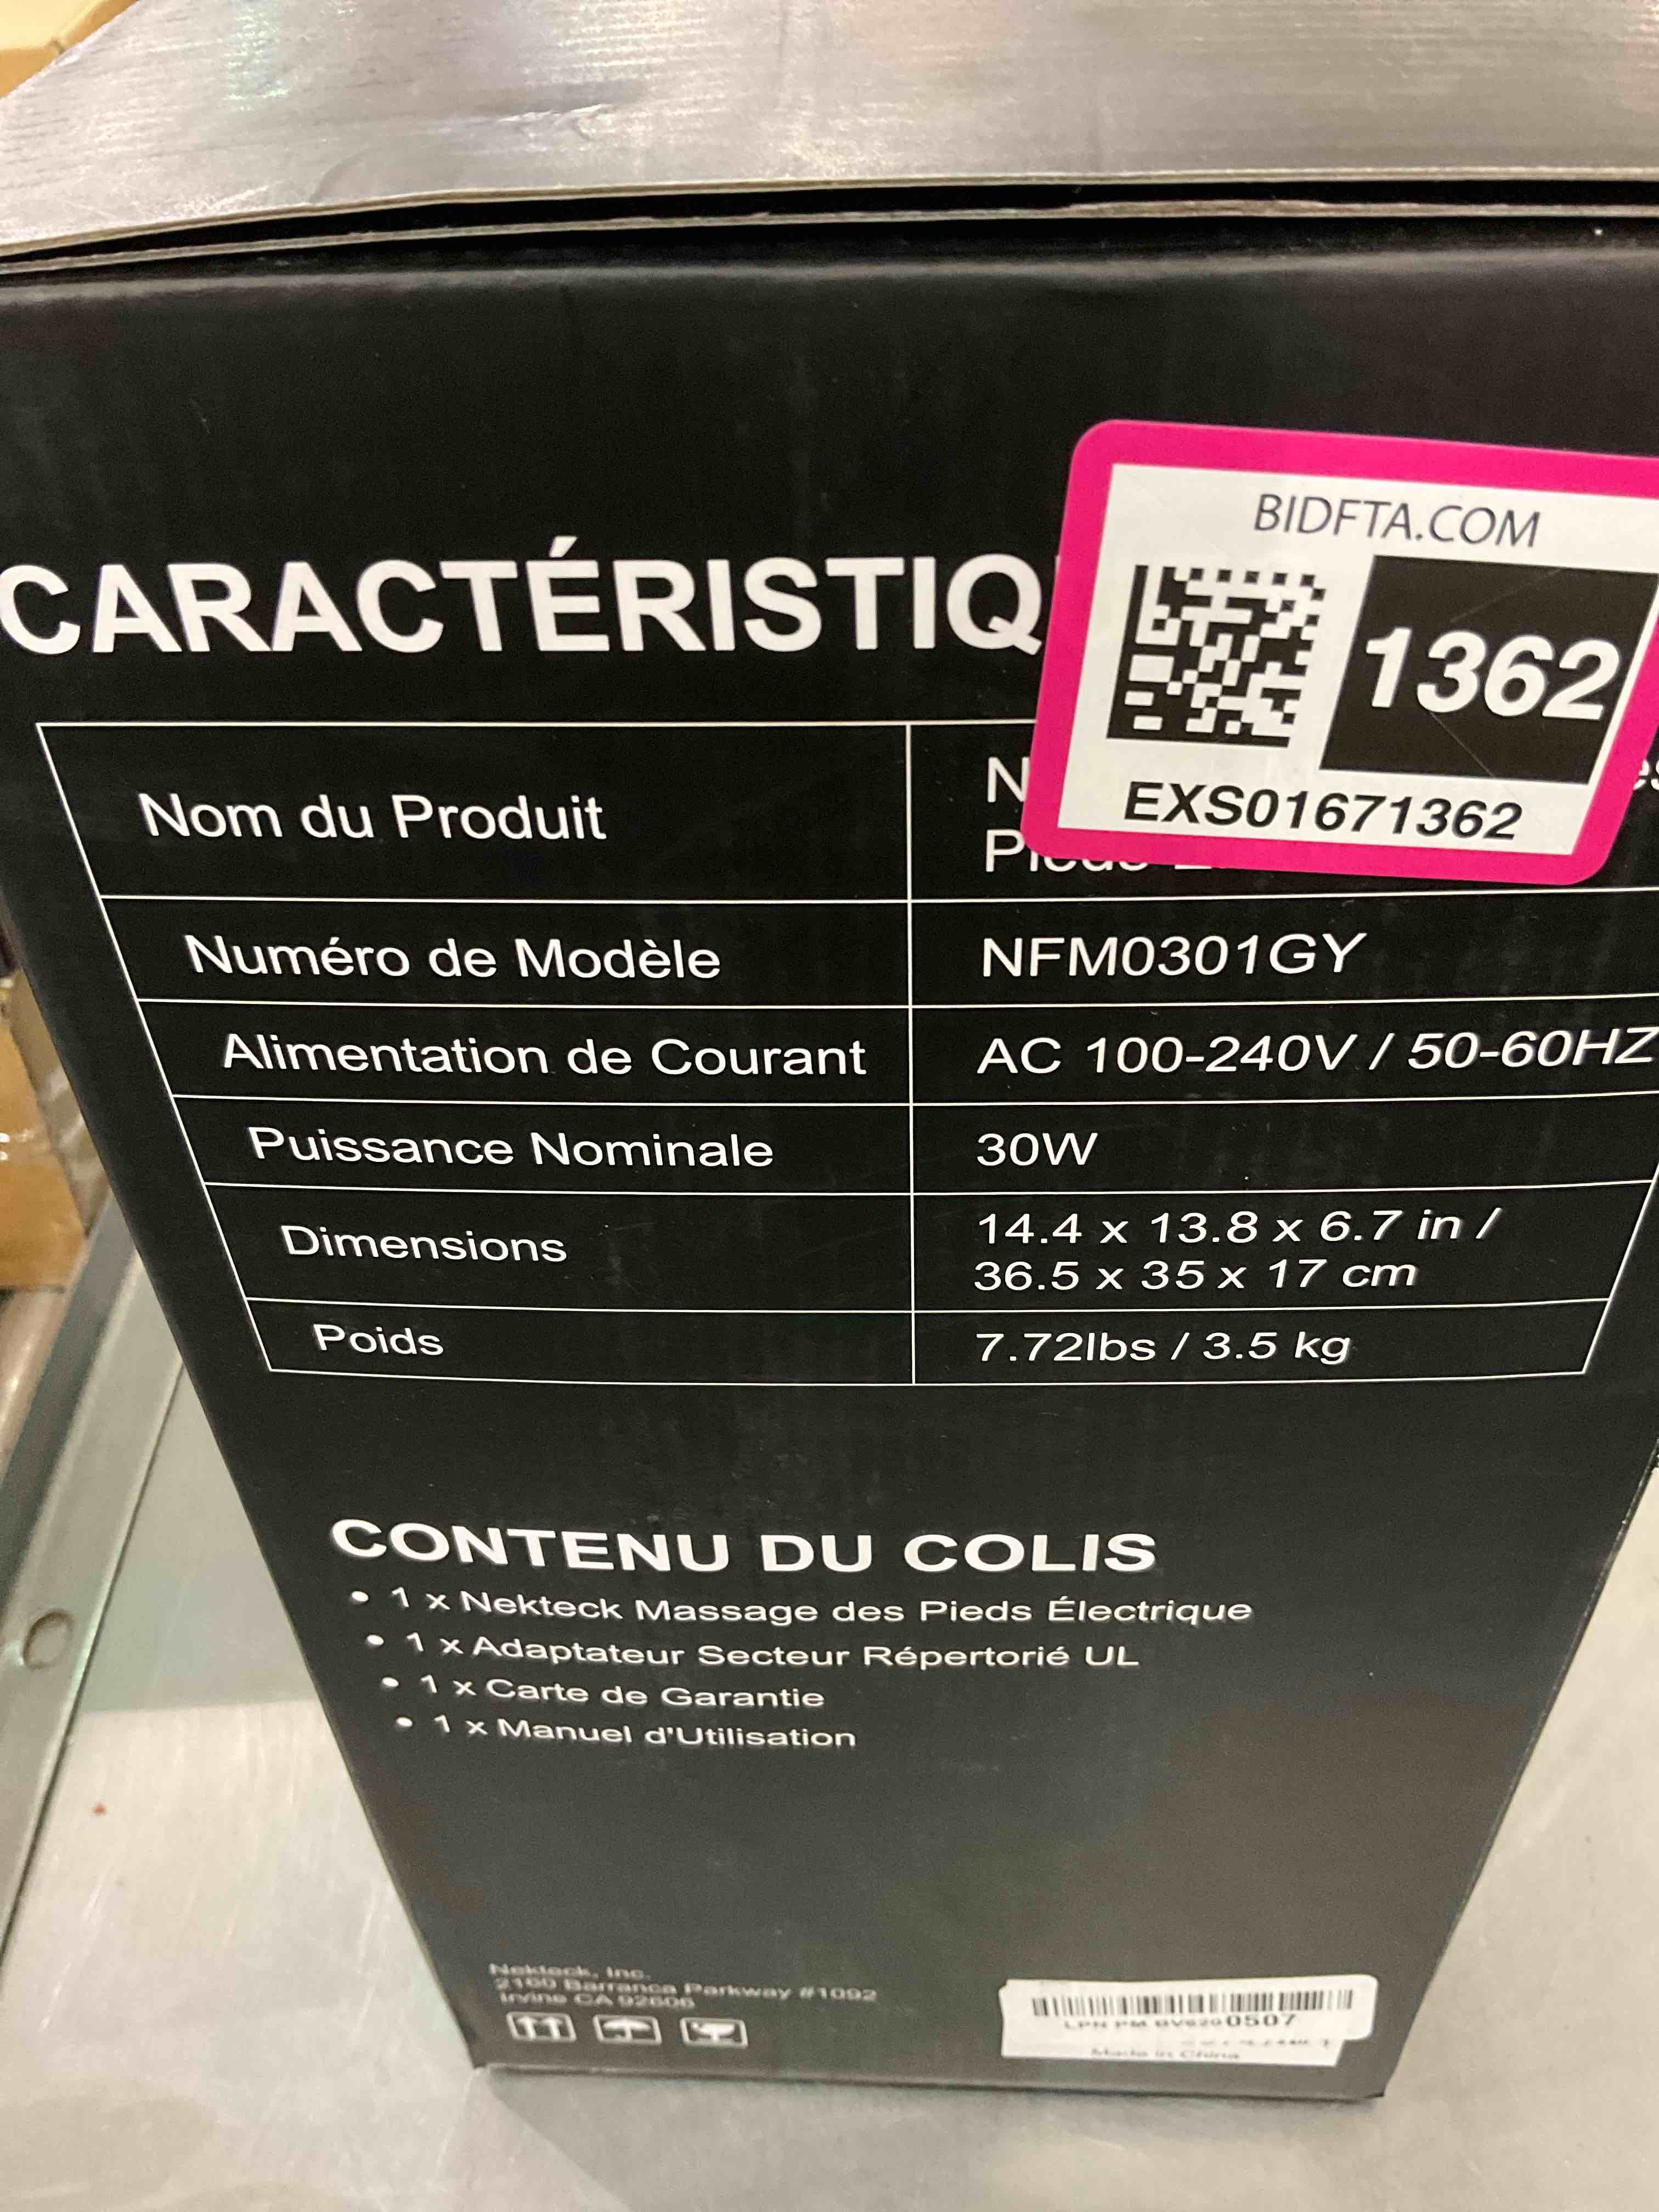 CARACTÉRISTIQ
BIDFTA.COM
1362
EXS01671362
Nom du Produit
Numéro de Modèle NFM0301GY
Alimentation de Courant AC 100-240V / 50-60HZ
Puissance Nominale 30W
Dimensions 14.4 x 13.8 x 6.7 in /
36.5 x 35 x 17 cm
Poids 7.72lbs / 3.5 kg
CONTENU DU COLIS
• 1 x Nekteck Massage des Pieds Électrique
• 1 x Adaptateur Secteur Répertorié UL
• 1 x Carte de Garantie
• 1 x Manuel d'Utilisation
Nekteck, Inc.
2160 Barranca Parkway #1092
Irvine CA 92606
0507
Made in China